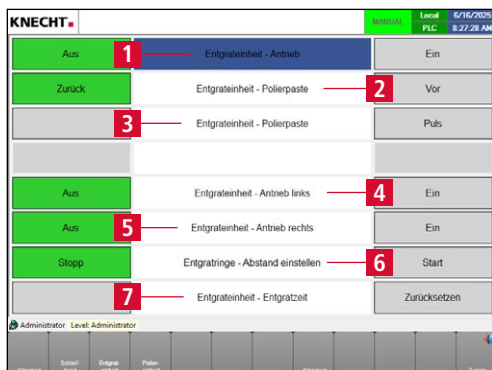 KNECHT
MANUAL
Local 6/16/2025
PLC 8:27:28 AM
Aus 1 Entgrateinheit - Antrieb Ein
Zurück Entgrateinheit - Polierpaste 2 Vor
3 Entgrateinheit - Polierpaste Puls
Aus Entgrateinheit - Antrieb links 4 Ein
Aus 5 Entgrateinheit - Antrieb rechts Ein
Stopp Entgratringe - Abstand einstellen 6 Start
7 Entgrateinheit - Entgratzeit Zurücksetzen
Administrator Level: Administrator